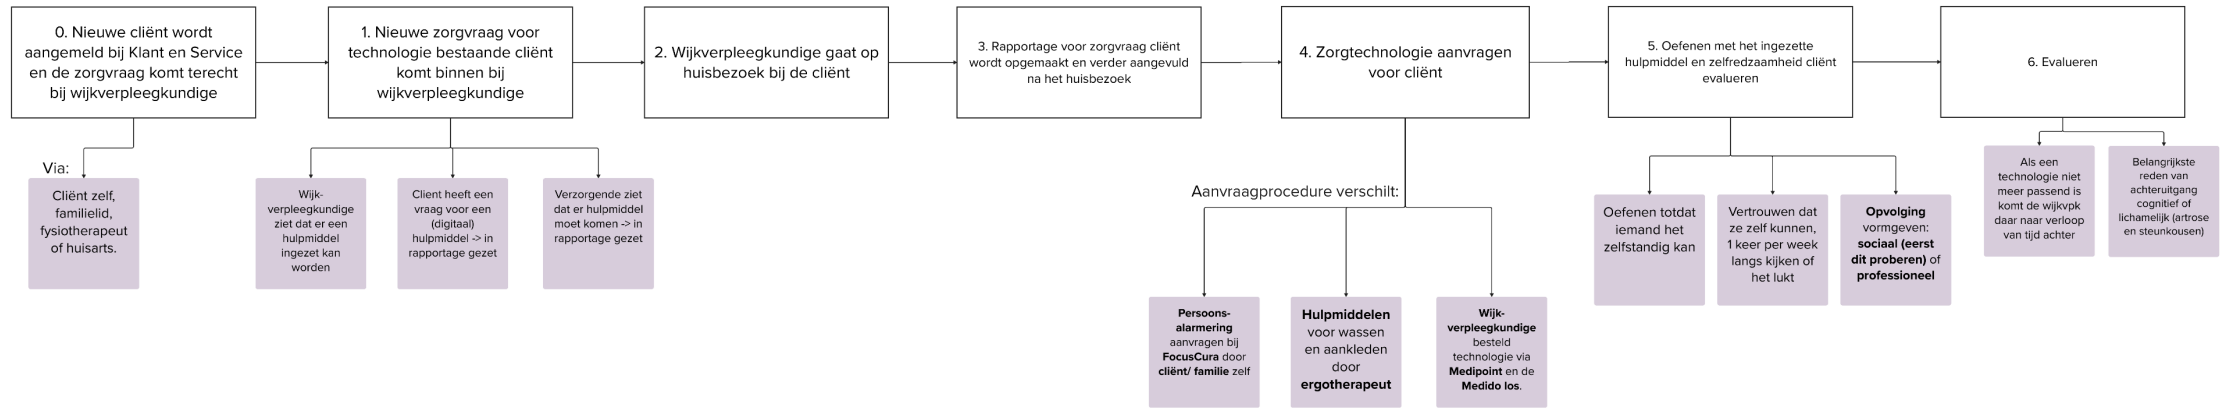 0. Nieuwe cliënt wordt
aangemeld bij Klant en Service
en de zorgvraag komt terecht
bij wijkverpleegkundige
1. Nieuwe zorgvraag voor
technologie bestaande cliënt
komt binnen bij
wijkverpleegkundige
2. Wijkverpleegkundige gaat op
huisbezoek bij de cliënt
3. Rapportage voor zorgvraag cliënt
wordt opgemaakt en verder aangevuld
na het huisbezoek
4. Zorgtechnologie aanvragen
voor cliënt
5. Oefenen met het ingezette
hulpmiddel en zelfredzaamheid cliënt
evalueren
6. Evalueren
Via:
Cliënt zelf,
familielid,
fysiotherapeut
of huisarts.
Wijk-
verpleegkundige
ziet dat er een
hulpmiddel
ingezet kan
worden
Client heeft een
vraag voor een
(digitaal)
hulpmiddel -> in
rapportage gezet
Verzorgende ziet
dat er hulpmiddel
moet komen -> in
rapportage gezet
Aanvraagprocedure verschilt:
Persoons-
alarmering
aanvragen bij
FocusCura door
cliënt/ familie zelf
Hulpmiddelen
voor wassen
en aankleden
door
ergotherapeut
Wijk-
verpleegkundige
besteld
technologie via
Medipoint en de
Medido los.
Oefenen totdat
iemand het
zelfstandig kan
Vertrouwen dat
ze zelf kunnen,
1 keer per week
langs kijken of
het lukt
Opvolging
vormgeven:
sociaal (eerst
dit proberen) of
professioneel
Als een
technologie niet
meer passend is
komt de wijkvpk
daar naar verloop
van tijd achter
Belangrijkste
reden van
achteruitgang
cognitief of
lichamelijk (artrose
en steunkousen)